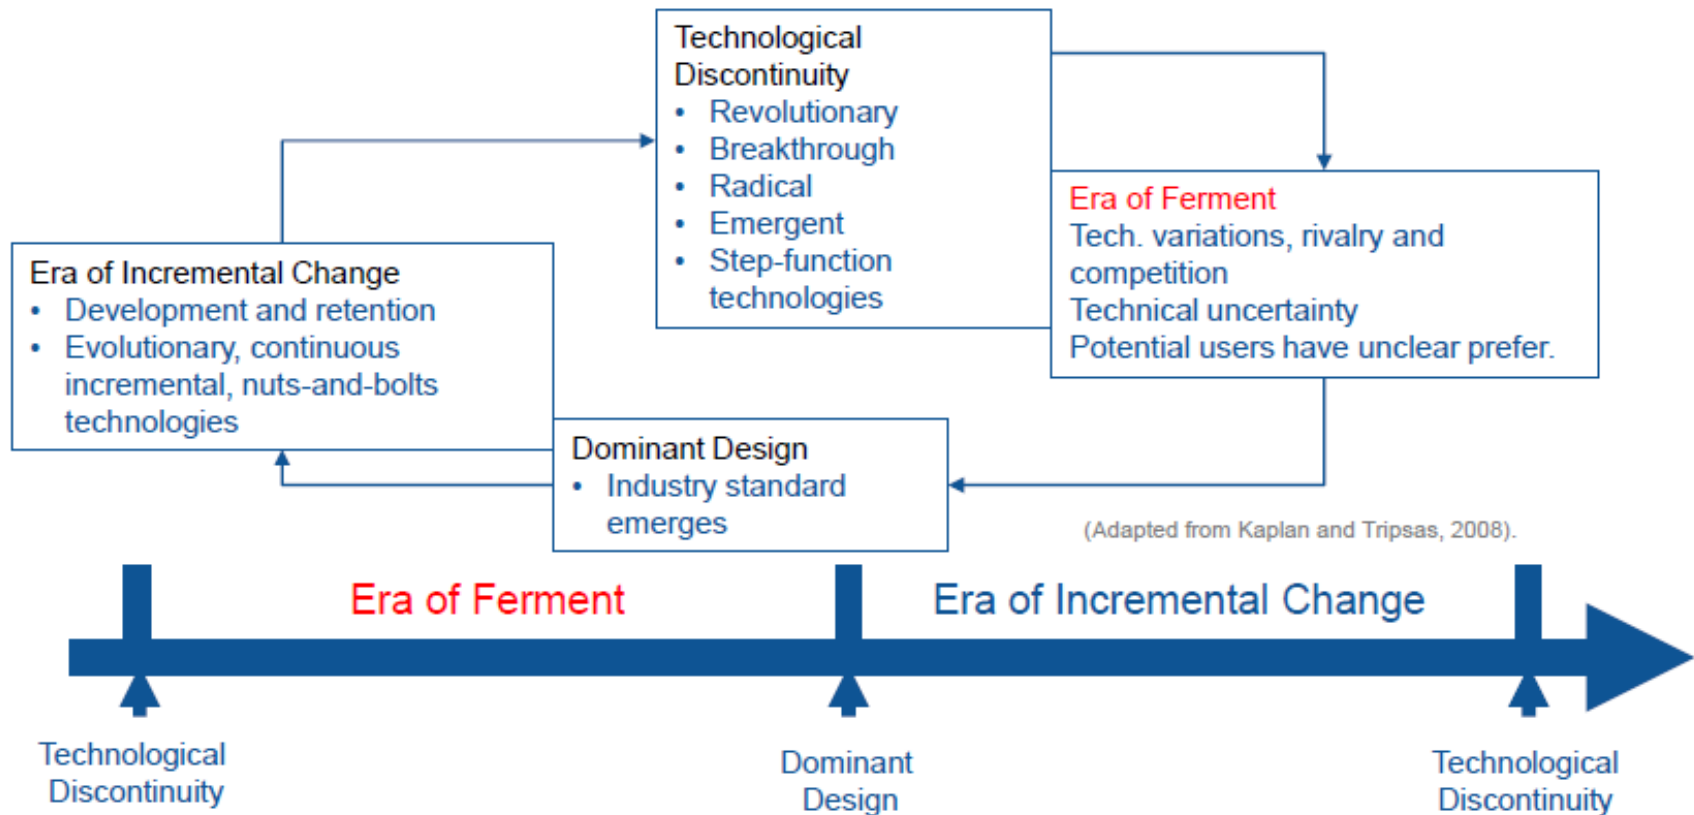 Technological
Discontinuity
• Revolutionary
• Breakthrough
• Radical
• Emergent
• Step-function
technologies
Era of Ferment
Tech. variations, rivalry and
competition
Technical uncertainty
Potential users have unclear prefer.
Era of Incremental Change
• Development and retention
• Evolutionary, continuous
incremental, nuts-and-bolts
technologies
Dominant Design
• Industry standard
emerges
(Adapted from Kaplan and Tripsas, 2008).
Era of Ferment
Era of Incremental Change
Technological
Discontinuity
Dominant
Design
Technological
Discontinuity